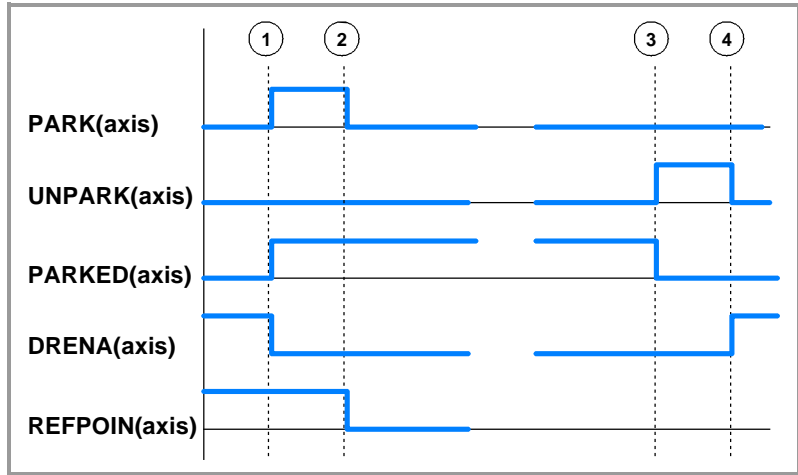 1 2 3 4
PARK(axis)
UNPARK(axis)
PARKED(axis)
DRENA(axis)
REFPOIN(axis)